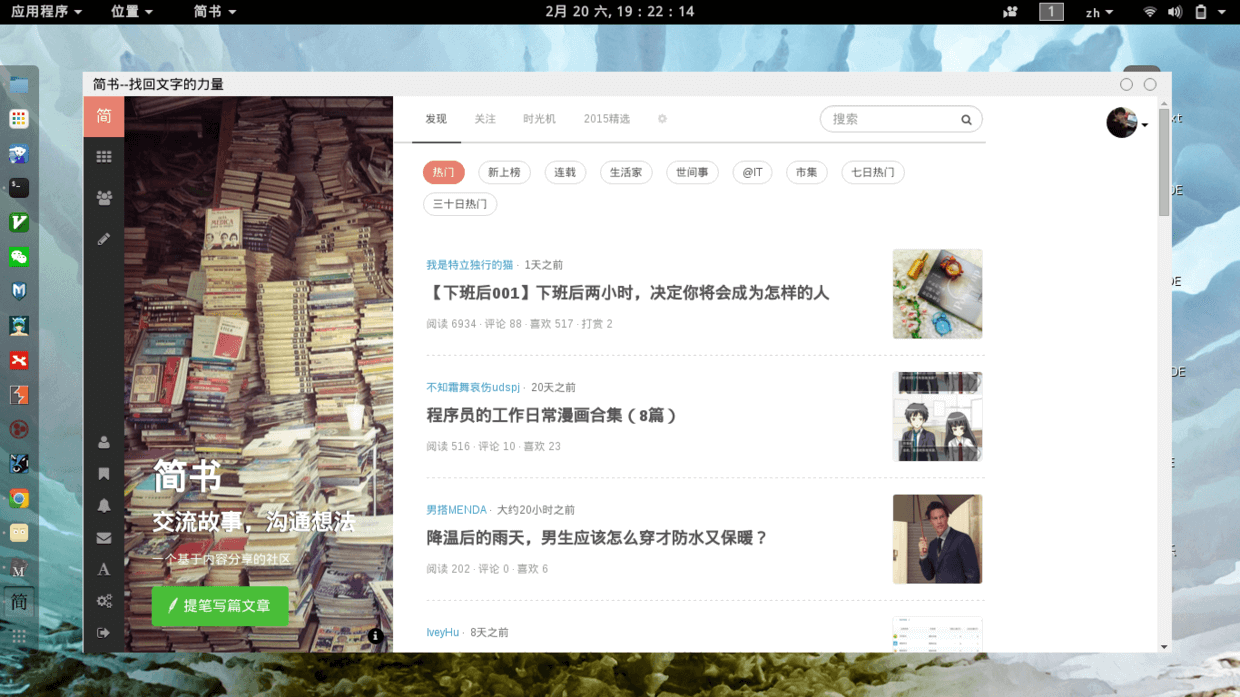 应用程序 位置 简书 2月 20 六, 19：22：14 1 zh
简书--找回文字的力量
简
发现 关注 时光机 2015精选 搜索
热门 新上榜 连载 生活家 世间事 @IT 市集 七日热门
三十日热门
我是特立独行的猫 · 1天之前
【下班后001】下班后两小时，决定你将会成为怎样的人
阅读 6934 · 评论 88 · 喜欢 517 · 打赏 2
不知霜舞哀伤udspj · 20天之前
程序员的工作日常漫画合集（8篇）
阅读 516 · 评论 10 · 喜欢 23
男搭MENDA · 大约20小时之前
降温后的雨天，男生应该怎么穿才防水又保暖？
阅读 202 · 评论 0 · 喜欢 6
IveyHu · 8天之前
简书
交流故事，沟通想法
一个基于内容分享的社区
提笔写篇文章
A
M
简